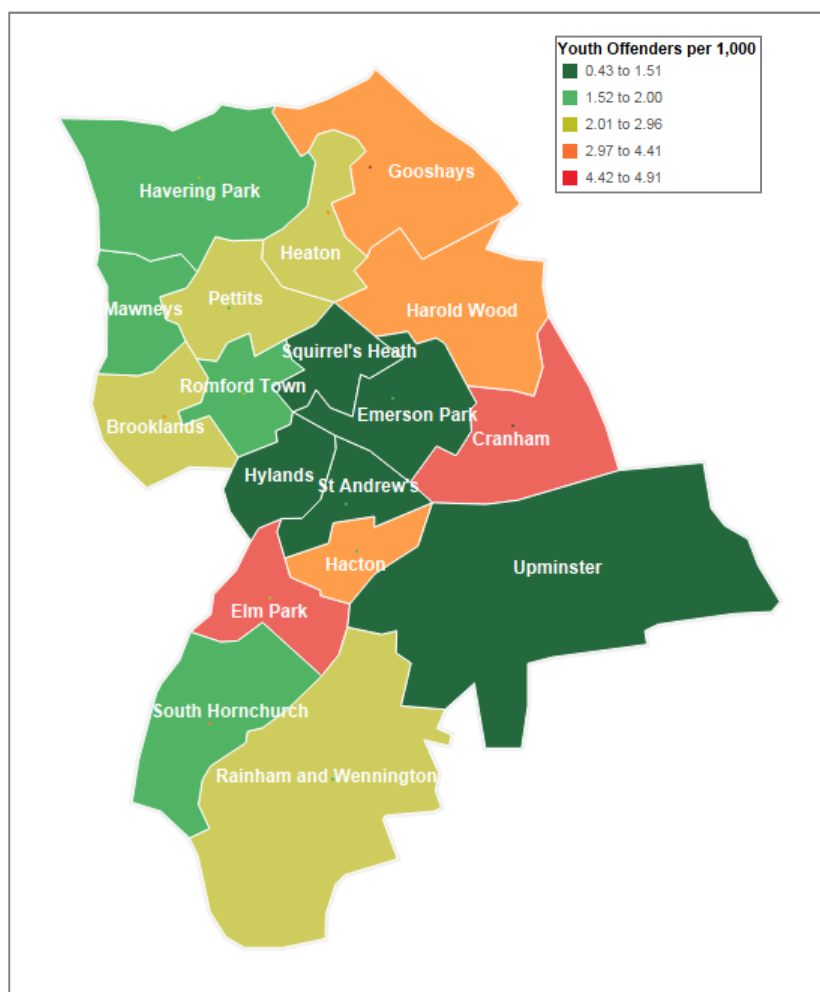 Youth Offenders per 1,000
0.43 to 1.51
1.52 to 2.00
2.01 to 2.96
2.97 to 4.41
4.42 to 4.91
Gooshays
Havering Park
Heaton
Pettits
Mawneys
Harold Wood
Squirrel's Heath
Romford Town
Emerson Park
Brooklands
Cranham
Hylands
St Andrew's
Hacton
Upminster
Elm Park
South Hornchurch
Rainham and Wennington